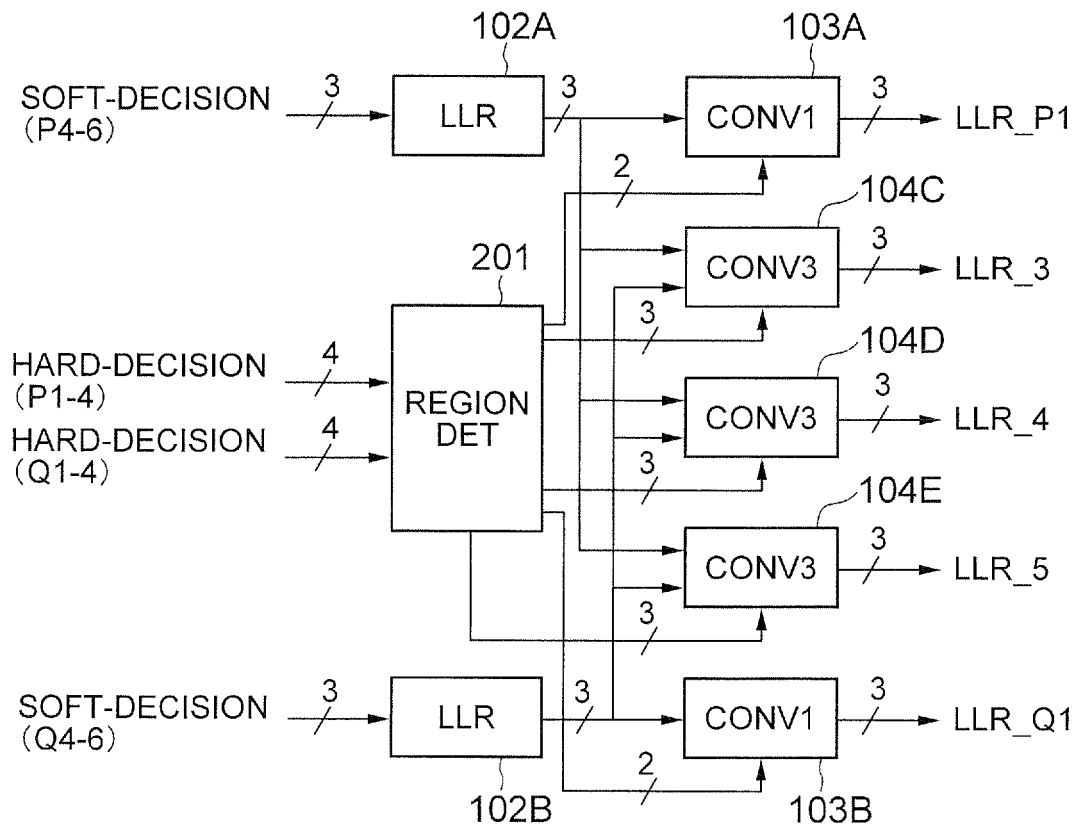 102A
103A
SOFT-DECISION
(P4-6)
3
LLR
3
CONV1
3
LLR_P1
2
104C
201
CONV3
3
LLR_3
3
HARD-DECISION
(P1-4)
4
104D
REGION
DET
CONV3
3
LLR_4
HARD-DECISION
(Q1-4)
4
3
104E
CONV3
3
LLR_5
3
SOFT-DECISION
(Q4-6)
3
LLR
3
CONV1
3
LLR_Q1
2
102B
103B